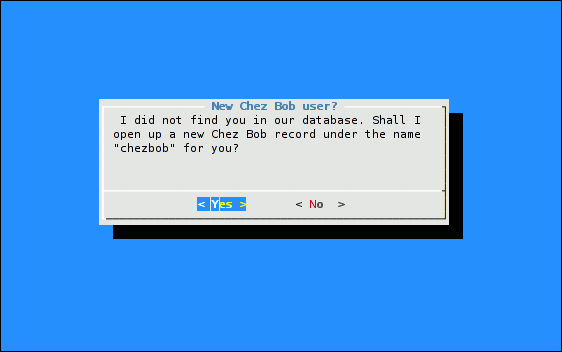 New Chez Bob user?
I did not find you in our database. Shall I
open up a new Chez Bob record under the name
"chezbob" for you?
< Yes > < No >